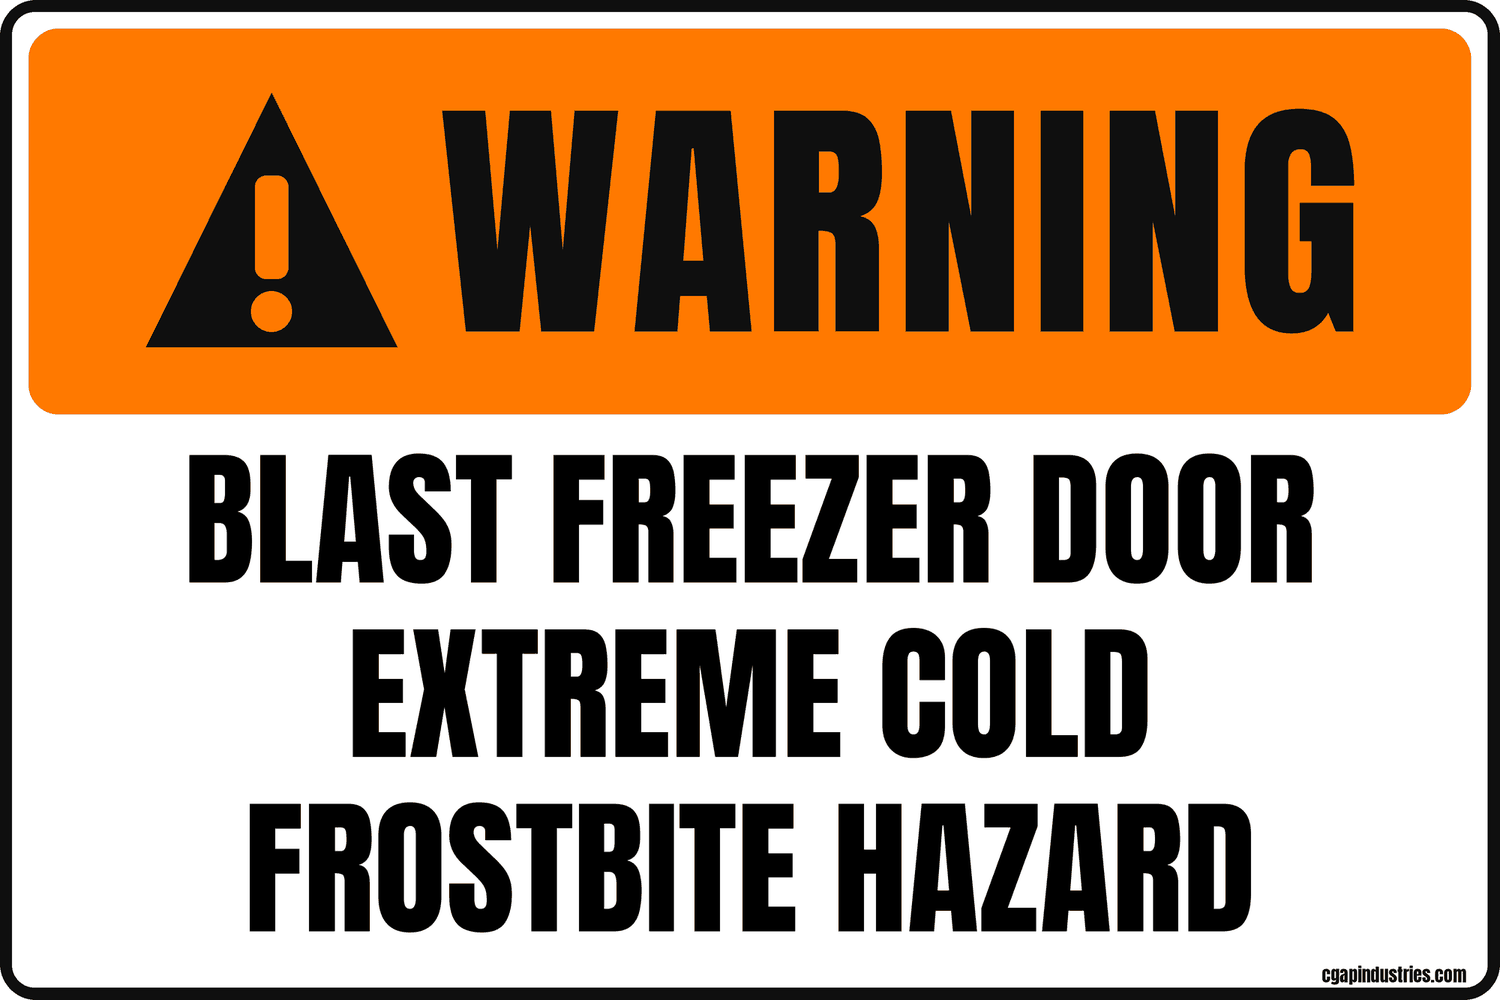 WARNING
BLAST FREEZER DOOR
EXTREME COLD
FROSTBITE HAZARD
cgapindustries.com